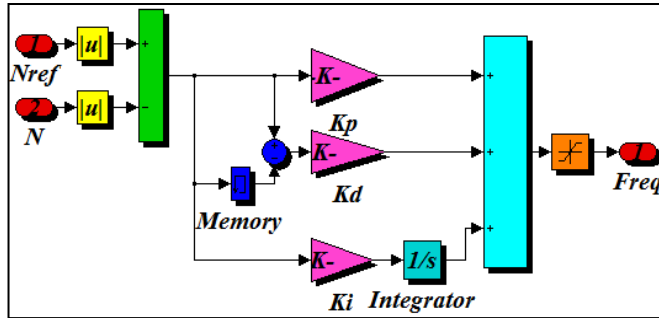 1 |u| +
Nref
2 |u| -
N
-K-
Kp
+
-
K-
Kd
Memory
K-
Ki
1/s
Integrator
+
+
+
1
Freq